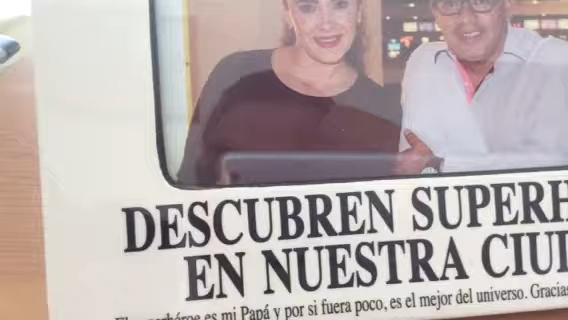 DESCUBREN SUPERH
EN NUESTRA CIU
es mi Papá y por si fuera poco, es el mejor del universo. Gracias